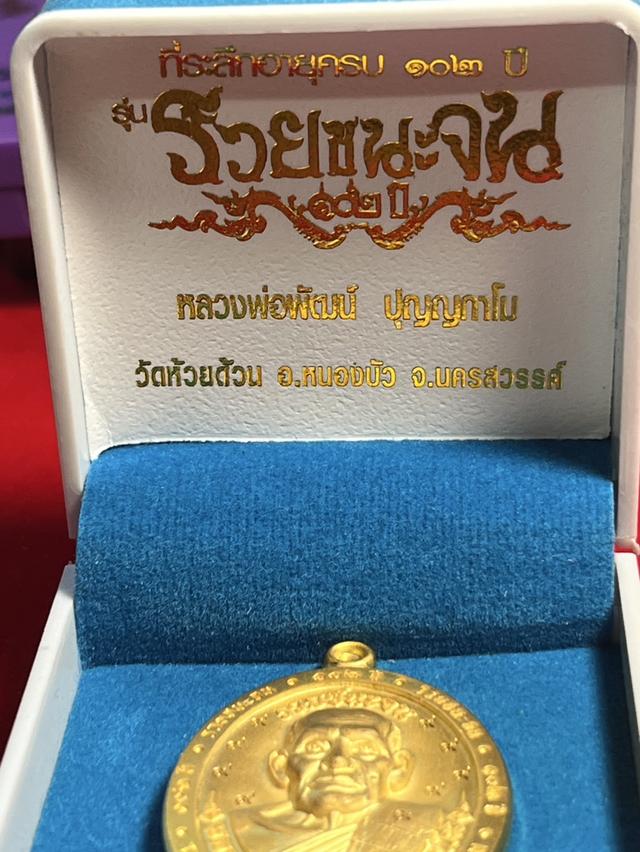 ที่ระลึกอายุครบ ๑๐๒ ปี
รุ่น รวยชนะจน
๑๐๒ ปี
หลวงพ่อพัฒน์ ปุญฺญกาโม
วัดห้วยด้วน อ.หนองบัว จ.นครสวรรค์